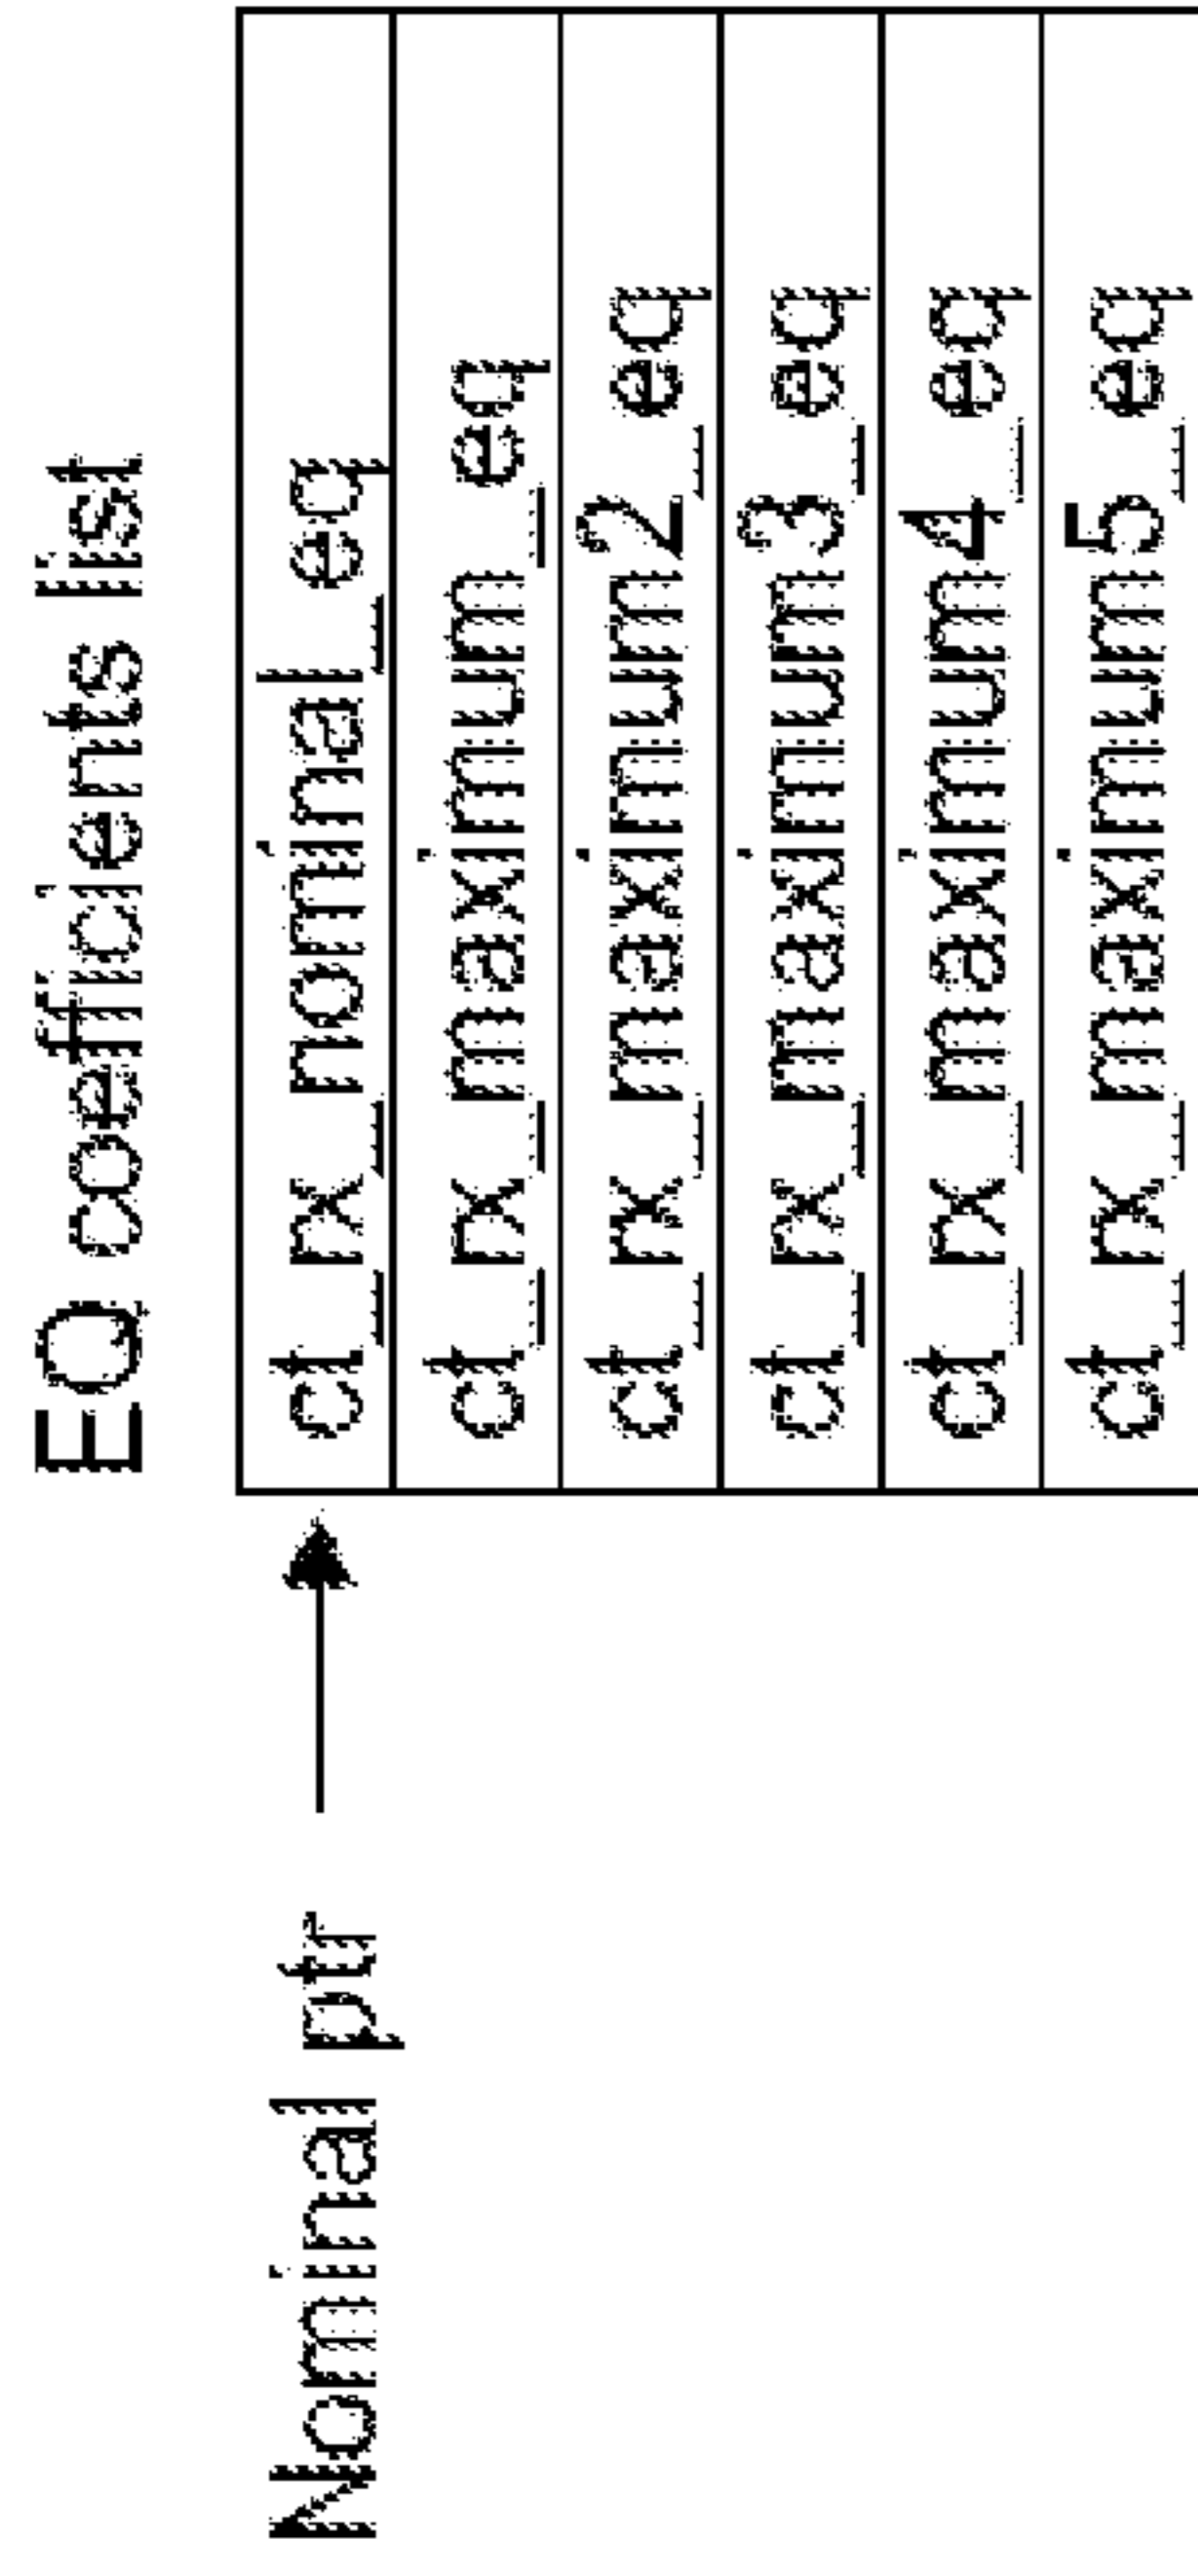 EQ coefficients list
Nominal ptr
ct_rx_nominal_eq
ct_rx_maximum_eq
ct_rx_maximum2_eq
ct_rx_maximum3_eq
ct_rx_maximum4_eq
ct_rx_maximum5_eq